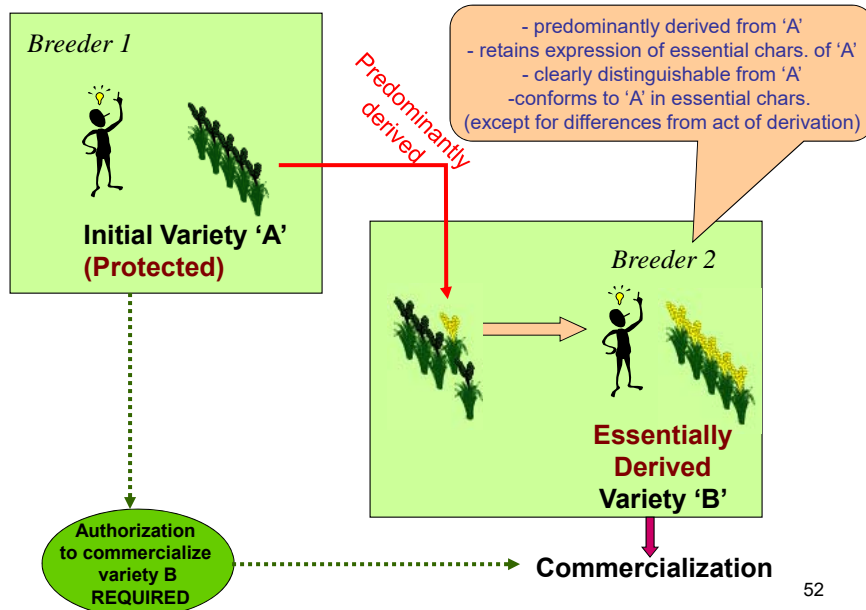 Breeder 1
Initial Variety ‘A’
(Protected)
Predominantly
derived
- predominantly derived from ‘A’
- retains expression of essential chars. of ‘A’
- clearly distinguishable from ‘A’
-conforms to ‘A’ in essential chars.
(except for differences from act of derivation)
Breeder 2
Essentially
Derived
Variety ‘B’
Authorization
to commercialize
variety B
REQUIRED
Commercialization
52